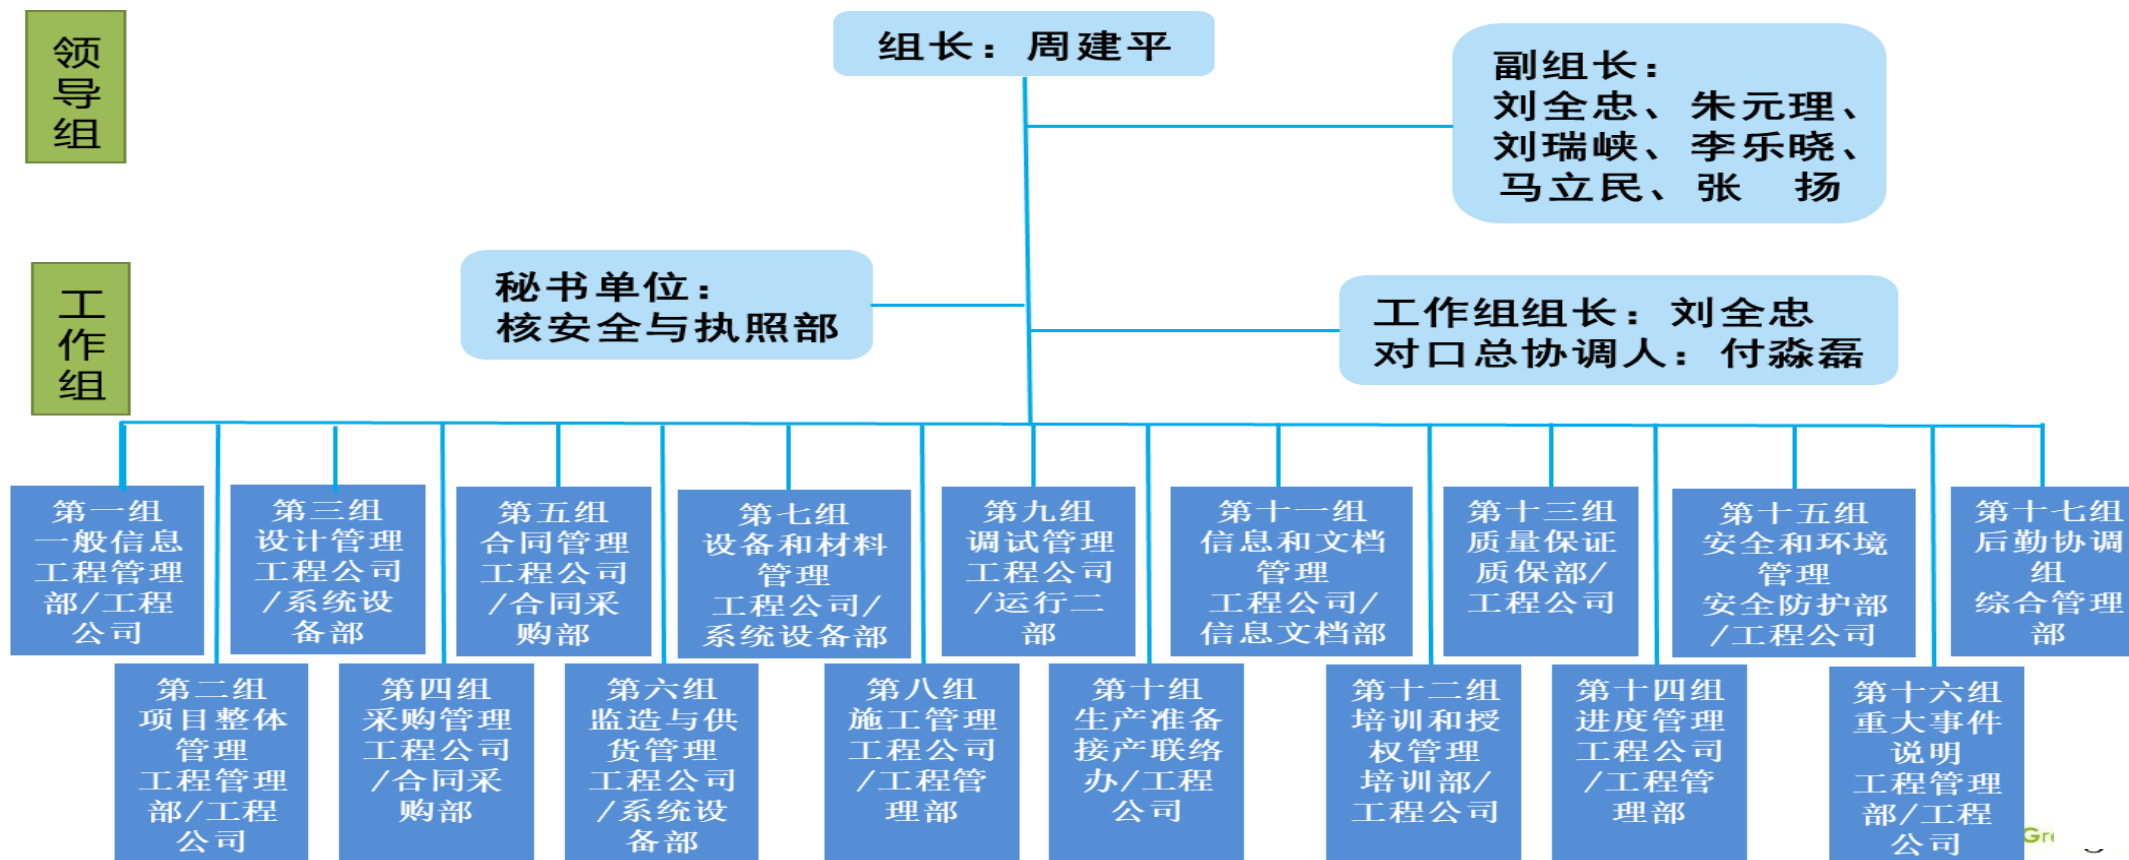 领
导
组
组长：周建平
副组长：
刘全忠、朱元理、
刘瑞峡、李乐晓、
马立民、张 扬
工
作
组
秘书单位：
核安全与执照部
工作组组长：刘全忠
对口总协调人：付淼磊
第一组
一般信息
工程管理
部/工程
公司
第三组
设计管理
工程公司
/系统设
备部
第五组
合同管理
工程公司
/合同采
购部
第七组
设备和材料
管理
工程公司/
系统设备部
第九组
调试管理
工程公司
/运行二
部
第十一组
信息和文档
管理
工程公司/
信息文档部
第十三组
质量保证
质保部/
工程公司
第十五组
安全和环境
管理
安全防护部
/工程公司
第十七组
后勤协调
组
综合管理
部
第二组
项目整体
管理
工程管理
部/工程
公司
第四组
采购管理
工程公司
/合同采
购部
第六组
监造与供
货管理
工程公司
/系统设
备部
第八组
施工管理
工程公司
/工程管
理部
第十组
生产准备
接产联络
办/工程
公司
第十二组
培训和授
权管理
培训部/
工程公司
第十四组
进度管理
工程公司
/工程管
理部
第十六组
重大事件
说明
工程管理
部/工程
公司